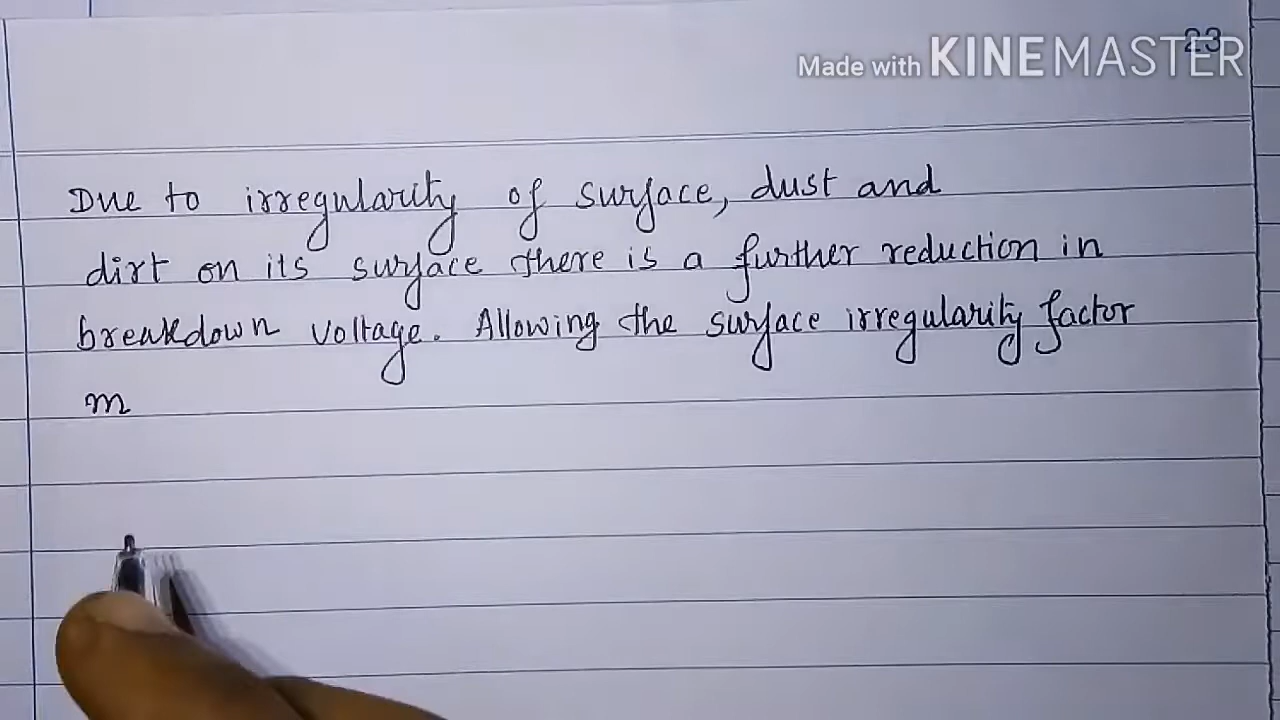 23
Made with KINEMASTER
Due to irregularity of surface, dust and
dirt on its surface there is a further reduction in
breakdown voltage. Allowing the surface irregularity factor
m